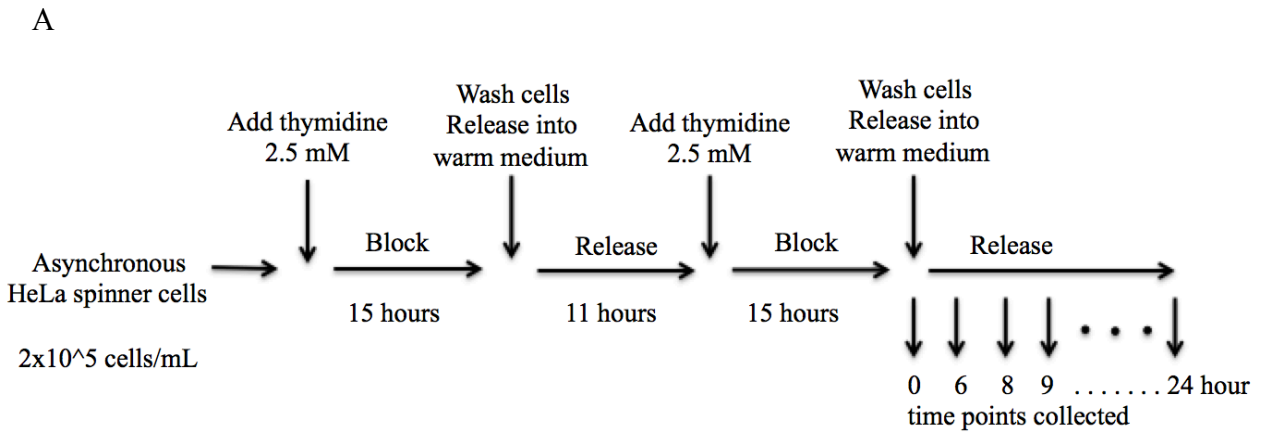 A
Add thymidine
2.5 mM
Wash cells
Release into
warm medium
Add thymidine
2.5 mM
Wash cells
Release into
warm medium
Asynchronous
HeLa spinner cells
2x10^5 cells/mL
Block
15 hours
Release
11 hours
Block
15 hours
Release
0 6 8 9 ....... 24 hour
time points collected